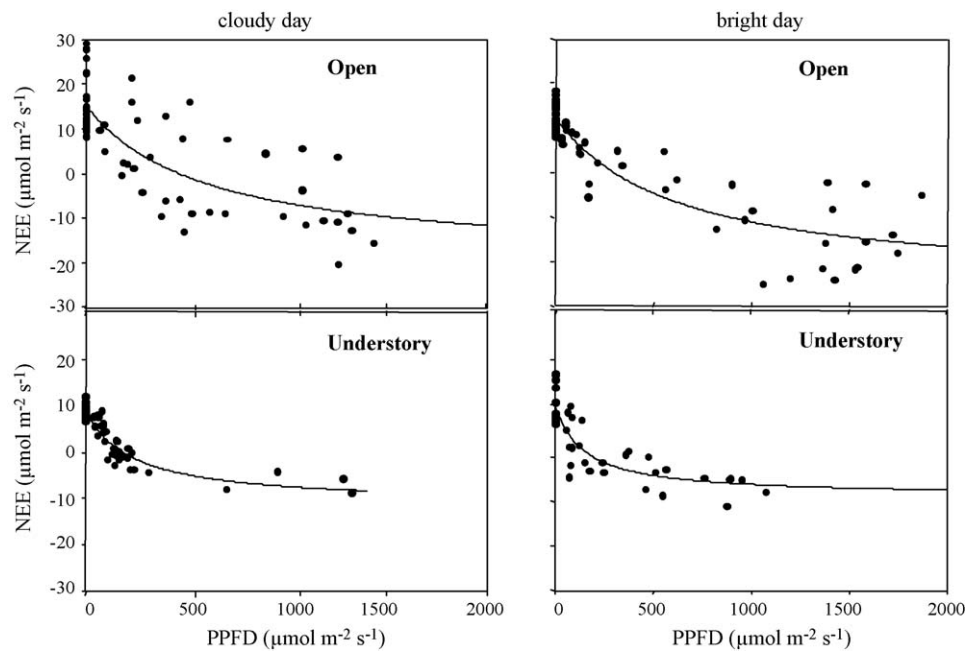 cloudy day
bright day
30
20
10
0
-10
-20
-30
NEE (µmol m⁻² s⁻¹)
Open
Open
20
10
0
-10
-20
-30
NEE (µmol m⁻² s⁻¹)
Understory
Understory
0 500 1000 1500 2000
0 500 1000 1500 2000
PPFD (µmol m⁻² s⁻¹)
PPFD (µmol m⁻² s⁻¹)